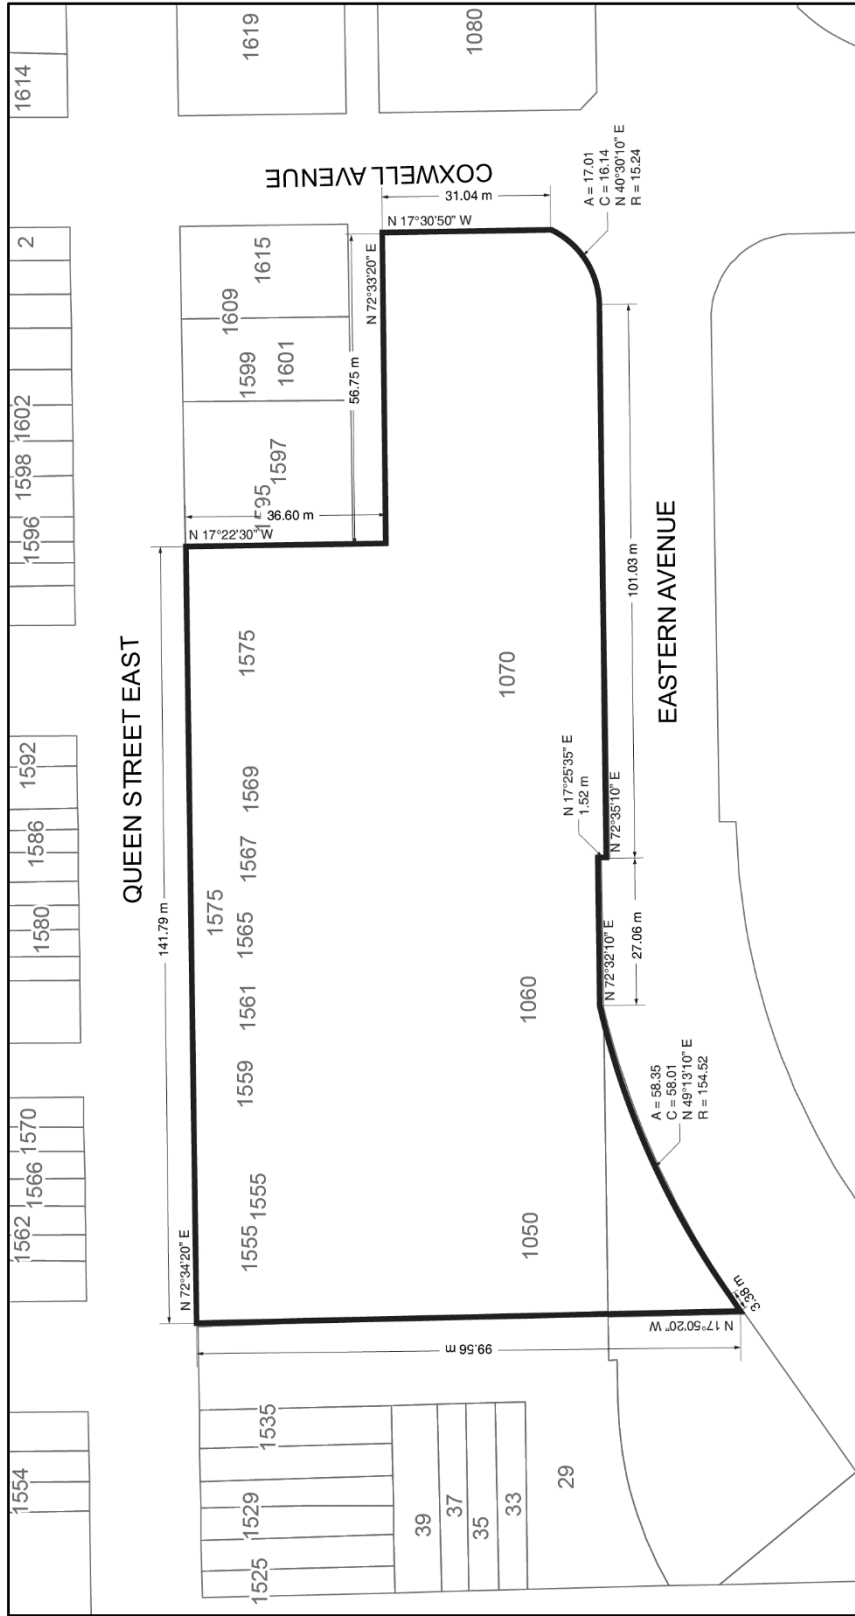 1554
1562
1566
1570
1580
1586
1592
1596
1598
1602
2
1614
QUEEN STREET EAST
141.79 m
N 72°34'20" E
N 17°22'30" W
36.60 m
1525
1529
1535
1555
1555
1559
1561
1565
1575
1567
1569
1575
1595
1597
1599
1601
1609
1615
1619
56.75 m
N 72°33'20" E
N 17°30'50" W
31.04 m
COXWELL AVENUE
1080
39
37
35
33
29
99.56 m
N 17°50'20" W
3.38 m
1050
1060
1070
A = 58.35
C = 58.01
N 49°13'10" E
R = 154.52
N 72°32'10" E
27.06 m
N 17°25'35" E
1.52 m
N 72°35'10" E
101.03 m
EASTERN AVENUE
A = 17.01
C = 16.14
N 40°30'10" E
R = 15.24